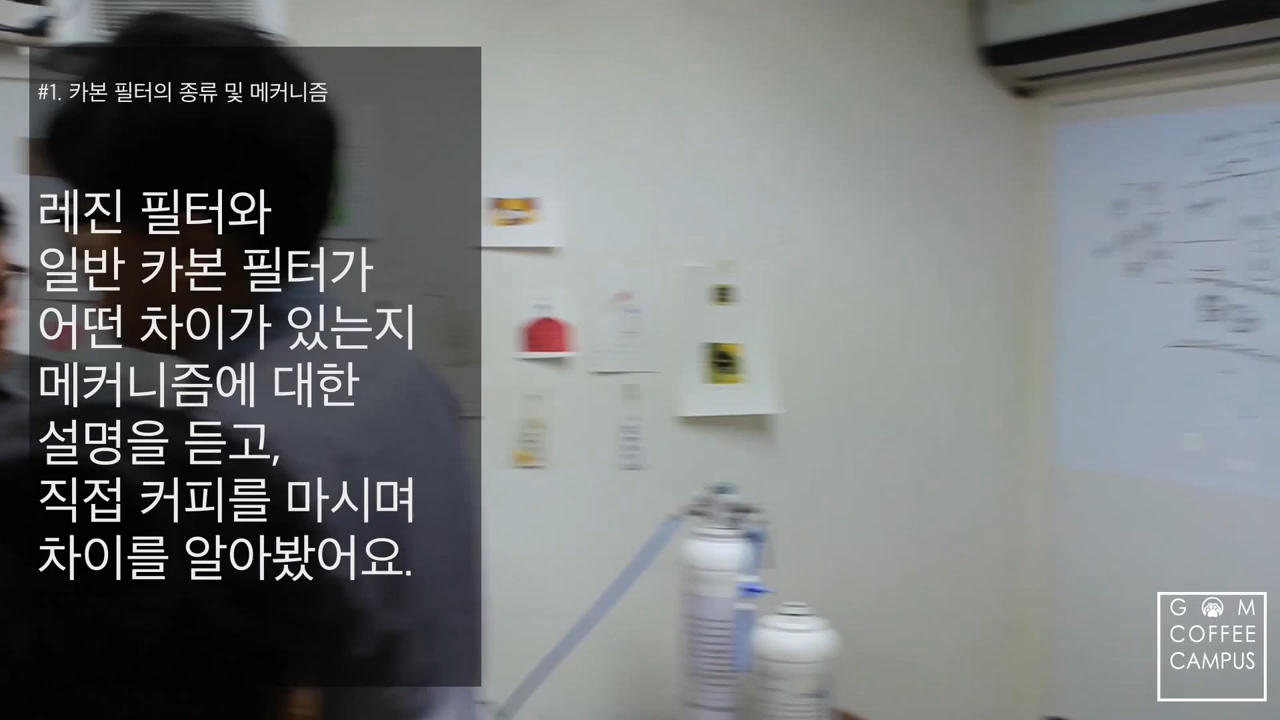 #1. 카본 필터의 종류 및 메커니즘
레진 필터와
일반 카본 필터가
어떤 차이가 있는지
메커니즘에 대한
설명을 듣고,
직접 커피를 마시며
차이를 알아봤어요.
G M
COFFEE
CAMPUS